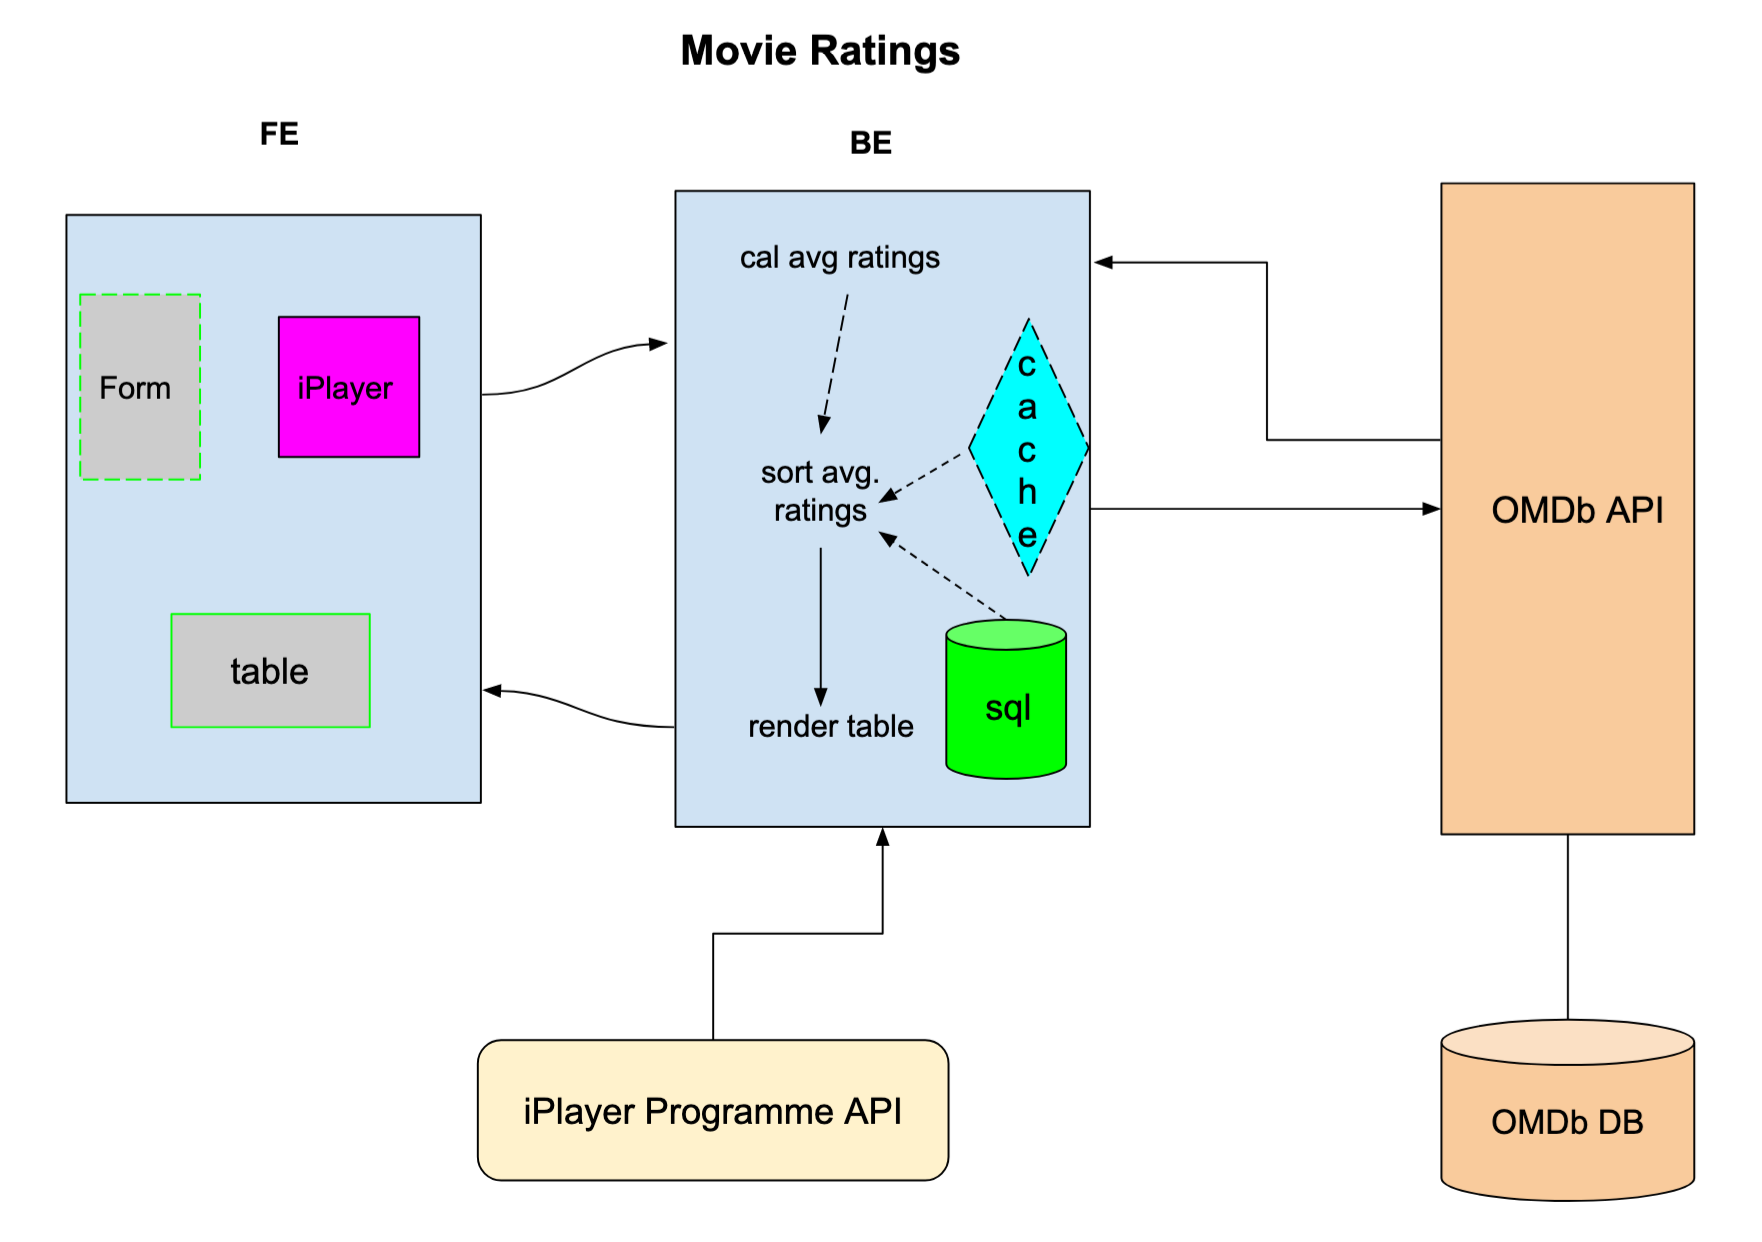 Movie Ratings
FE
BE
Form
iPlayer
table
cal avg ratings
sort avg.
ratings
render table
c
a
c
h
e
sql
OMDb API
iPlayer Programme API
OMDb DB